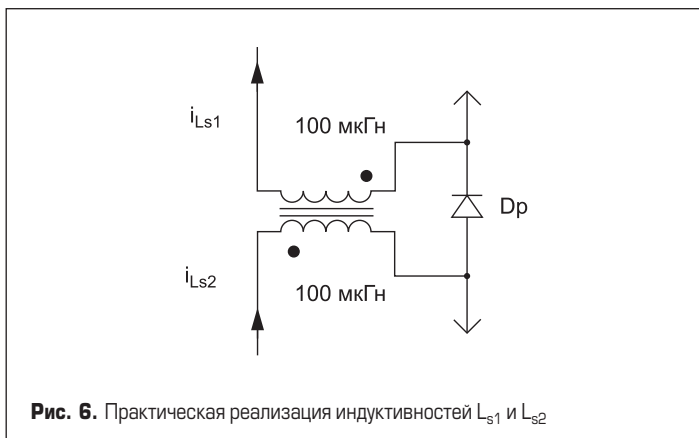 i_Ls1
100 мкГн
Dp
i_Ls2
100 мкГн
Рис. 6. Практическая реализация индуктивностей L_s1 и L_s2